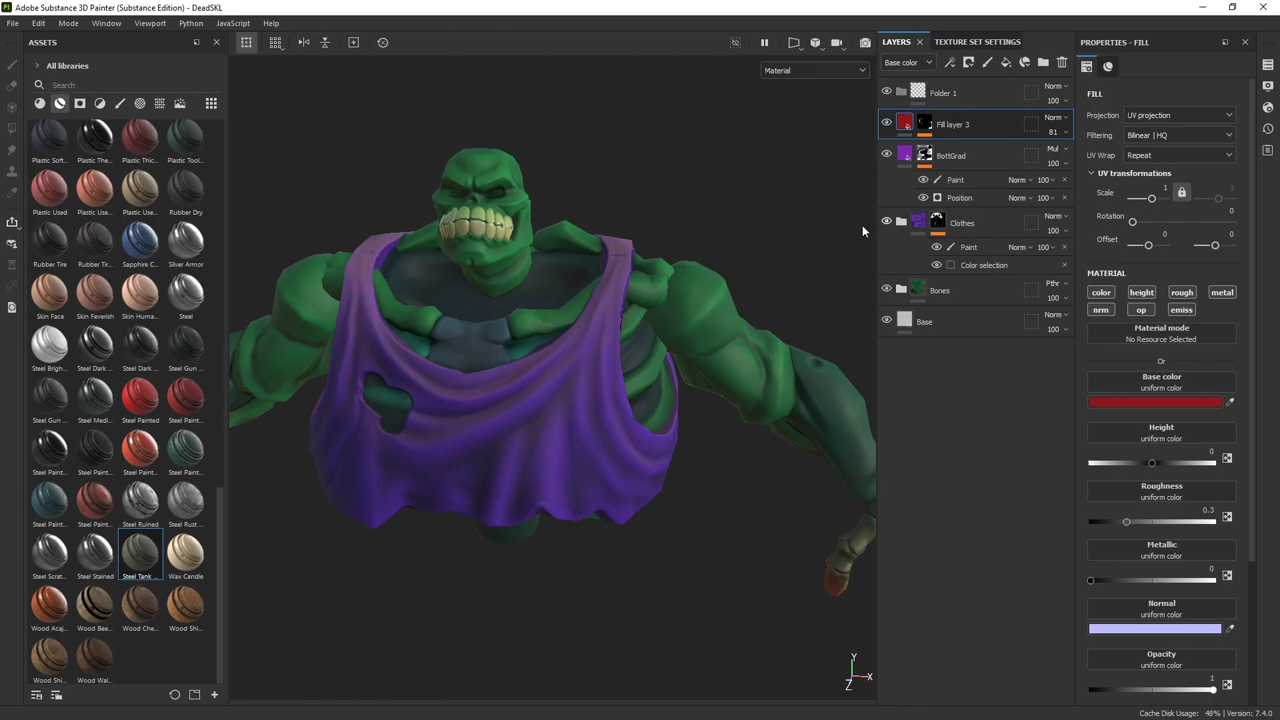 Adobe Substance 3D Painter (Substance Edition) - DeadSKL
File Edit Mode Window Viewport Python JavaScript Help
ASSETS
All libraries
Search
Plastic Soft... Plastic The... Plastic Thic... Plastic Tool...
Plastic Used Plastic Use... Plastic Use... Rubber Dry
Rubber Tire Rubber Tir... Sapphire C... Silver Armor
Skin Face Skin Feverish Skin Huma... Steel
Steel Brigh... Steel Dark ... Steel Dark ... Steel Gun ...
Steel Gun ... Steel Medi... Steel Painted Steel Paint...
Steel Paint... Steel Paint... Steel Paint... Steel Paint...
Steel Paint... Steel Paint... Steel Ruined Steel Rust ...
Steel Scrat... Steel Stained Steel Tank ... Wax Candle
Wood Acaj... Wood Bee... Wood Che... Wood Shi...
Wood Shi... Wood Wal...
Material
Y
X
Z
LAYERS TEXTURE SET SETTINGS
Base color
Folder 1 Norm 100
Fill layer 3 Norm 81
BottGrad Mul 100
Paint Norm 100
Position Norm 100
Clothes Norm 100
Paint Norm 100
Color selection
Bones Pthr 100
Base Norm 100
PROPERTIES - FILL
FILL
Projection UV projection
Filtering Bilinear | HQ
UV Wrap Repeat
UV transformations
Scale 1 1
Rotation 0
Offset 0 0
MATERIAL
color height rough metal
nrm op emiss
Material mode
No Resource Selected
Or
Base color
uniform color
Height
uniform color
0
Roughness
uniform color
0.3
Metallic
uniform color
0
Normal
uniform color
Opacity
uniform color
1
Cache Disk Usage: 48% | Version: 7.4.0